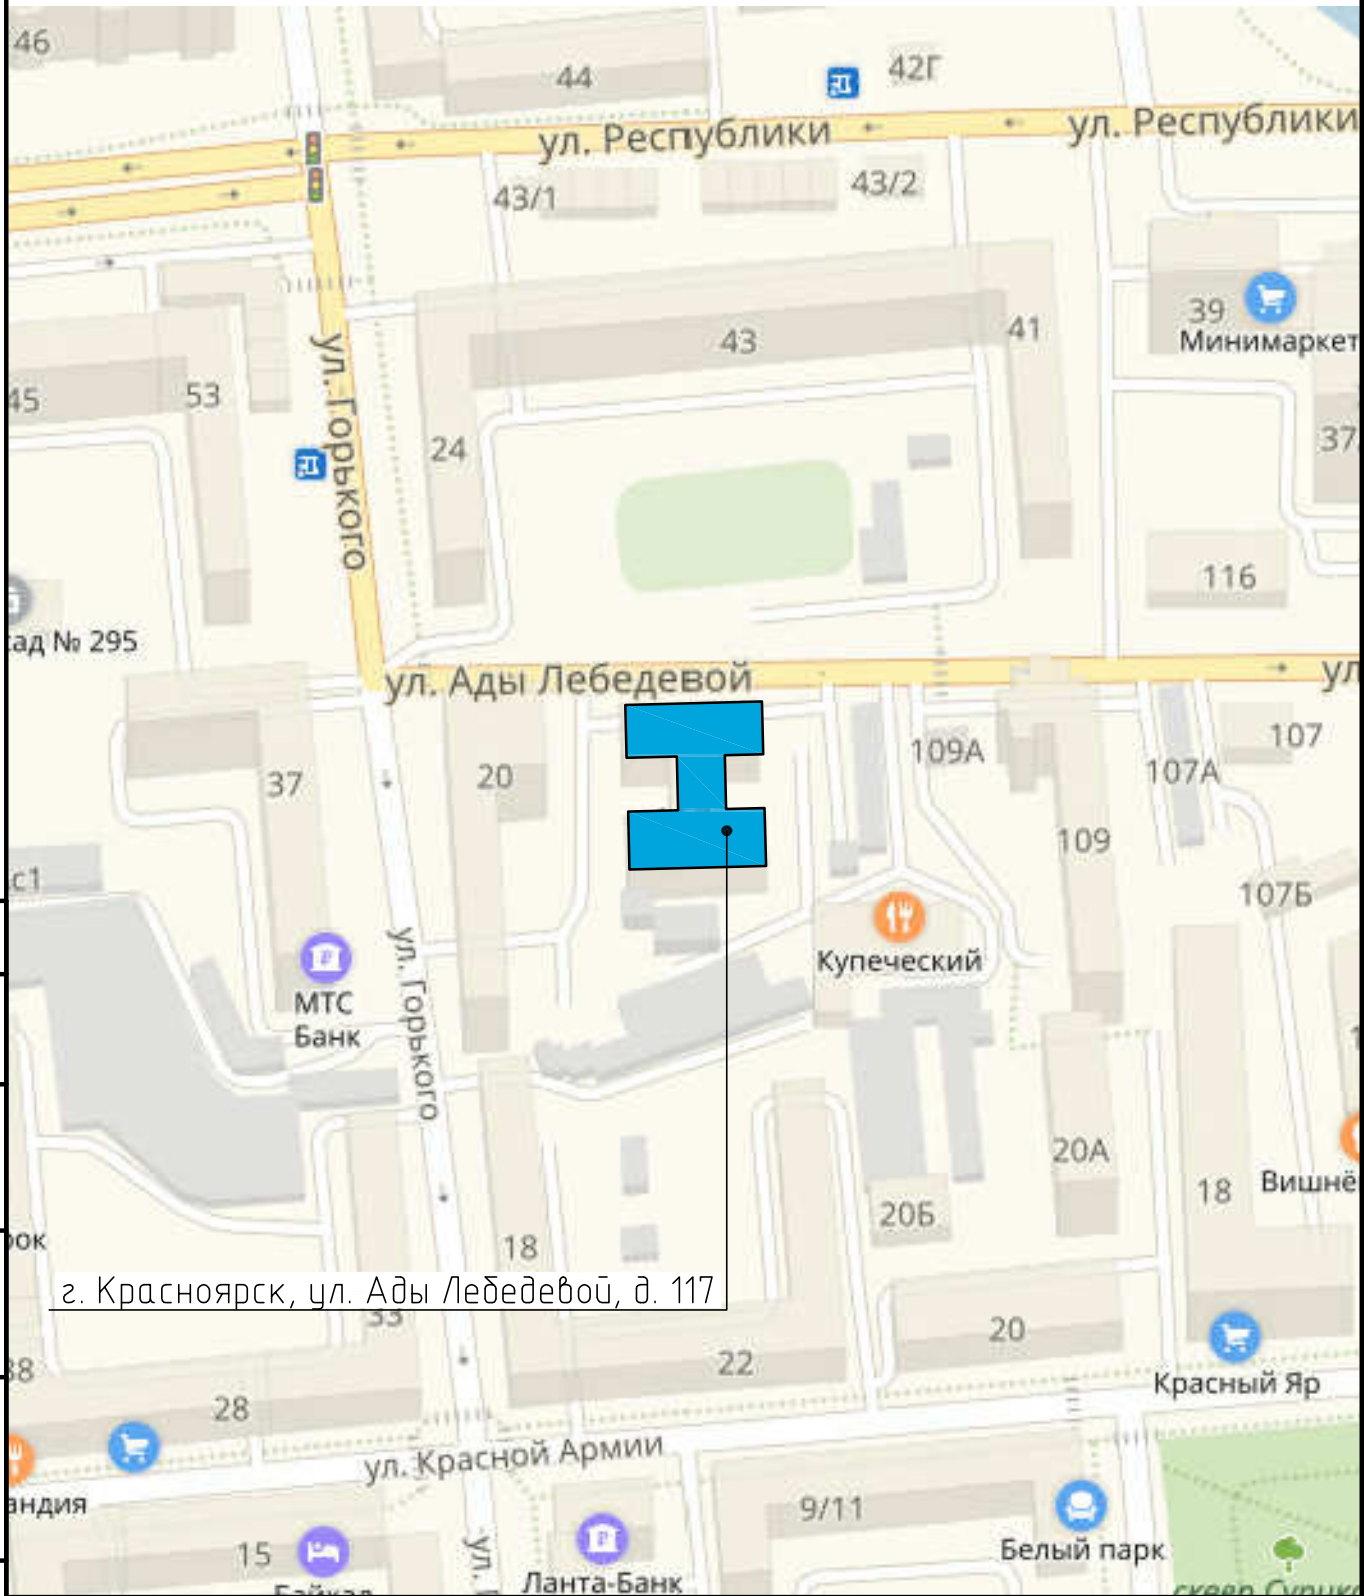 46
44
42Г
ул. Республики
ул. Республики
43/1
43/2
39
Минимаркет
43
41
ул. Горького
45
53
24
37
116
сад № 295
ул. Ады Лебедевой
ул
107
109А
107А
37
20
109
с1
107Б
Купеческий
МТС
Банк
ул. Горького
20А
18
Вишнё
20Б
18
г. Красноярск, ул. Ады Лебедевой, д. 117
33
20
22
38
Красный Яр
28
ул. Красной Армии
андия
9/11
Белый парк
15
ул.
Ланта-Банк
Байкал
сквер